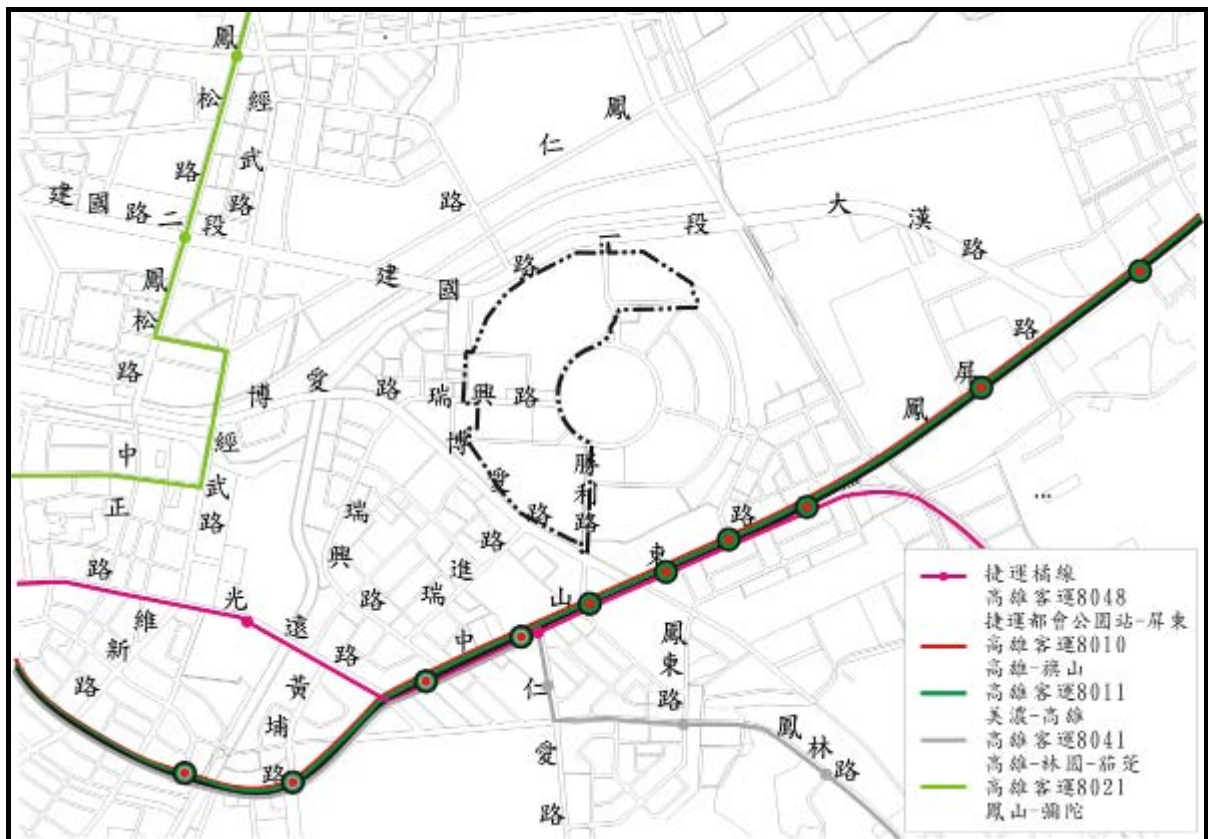 鳳松路
經武路
建國路二段
鳳仁路
大漢路
建國路一段
鳳松路
博愛路
瑞興路
博愛路
勝利路
鳳屏路
經武路
中正路
瑞興路
瑞進路
中山東路
光遠路
維新路
黃埔路
仁愛路
鳳東路
鳳林路
...
捷運橘線
高雄客運8048
捷運都會公園站-屏東
高雄客運8010
高雄-旗山
高雄客運8011
美濃-高雄
高雄客運8041
高雄-林園-茄萣
高雄客運8021
鳳山-彌陀